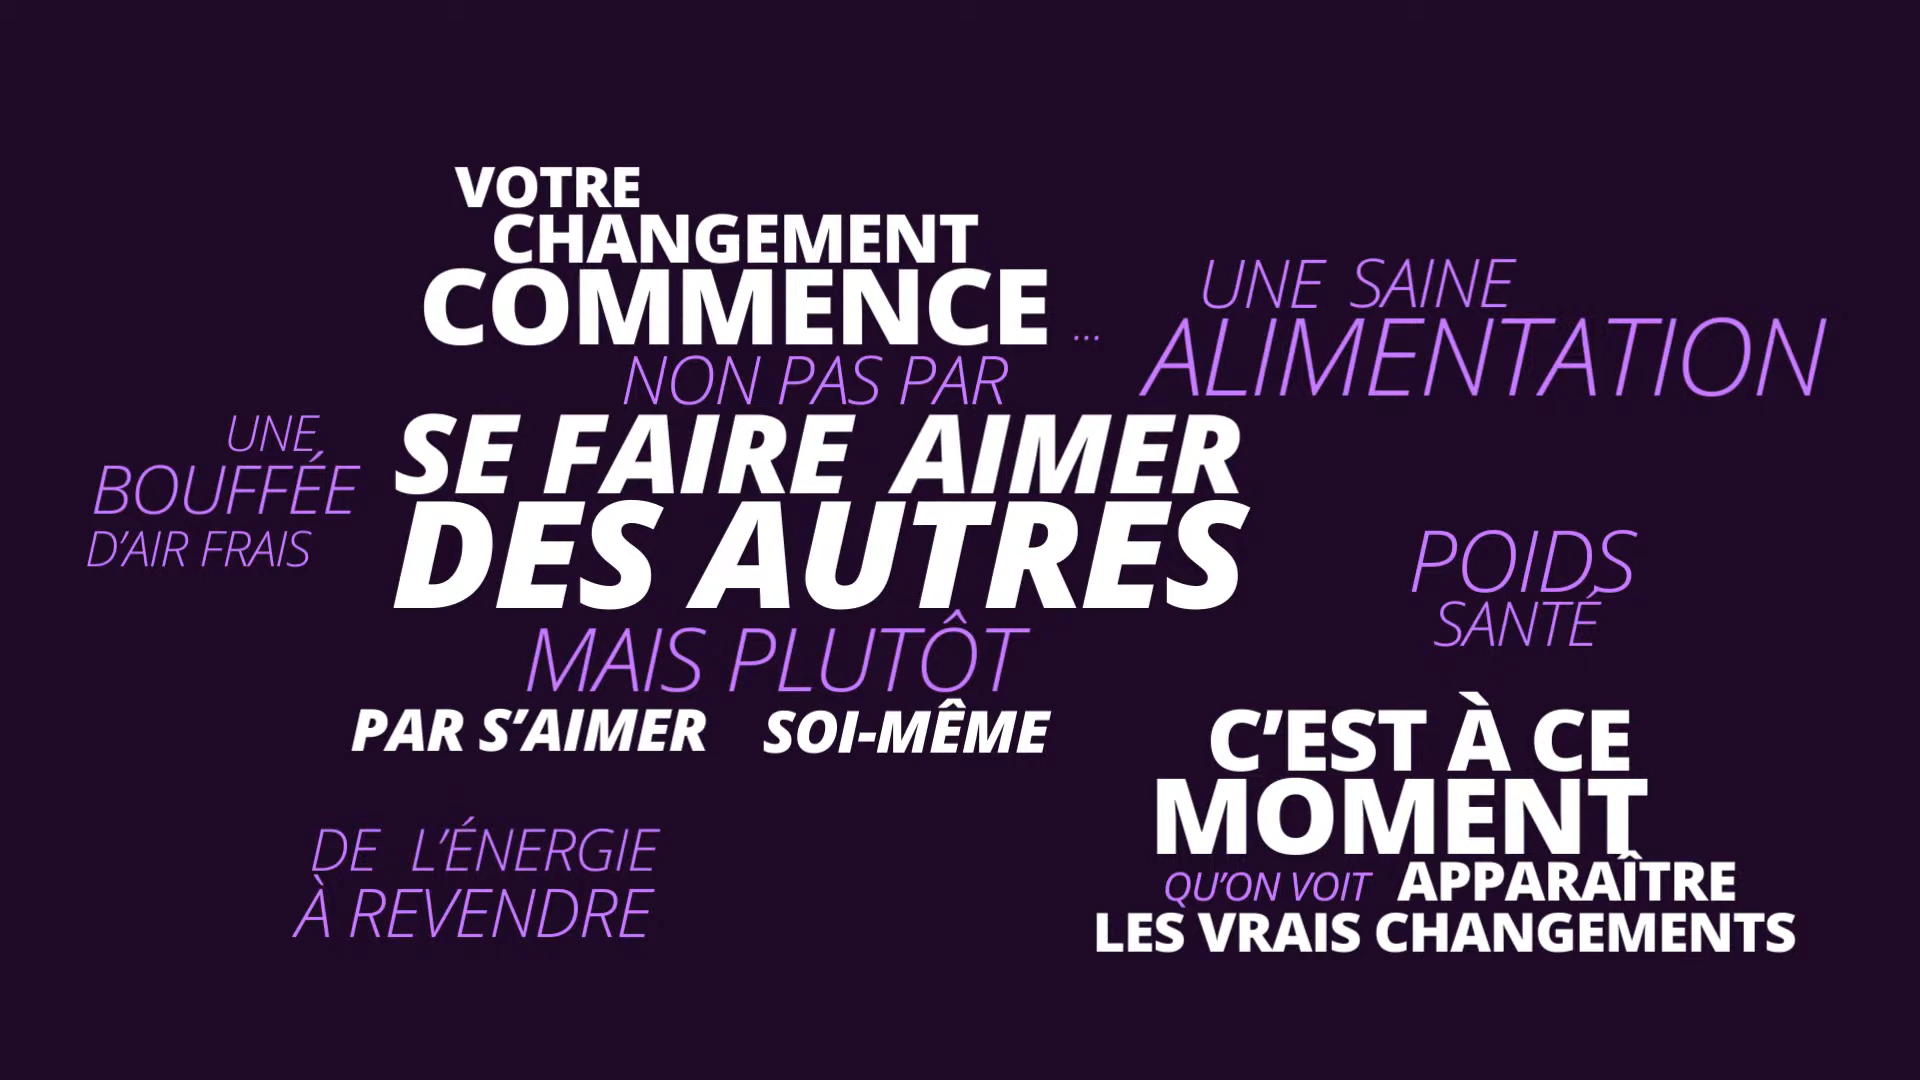 VOTRE
CHANGEMENT
COMMENCE ...
NON PAS PAR
SE FAIRE AIMER
DES AUTRES
MAIS PLUTÔT
PAR S’AIMER SOI-MÊME
UNE SAINE
ALIMENTATION
UNE
BOUFFÉE
D’AIR FRAIS
POIDS
SANTÉ
DE L’ÉNERGIE
À REVENDRE
C’EST À CE
MOMENT
QU’ON VOIT APPARAÎTRE
LES VRAIS CHANGEMENTS